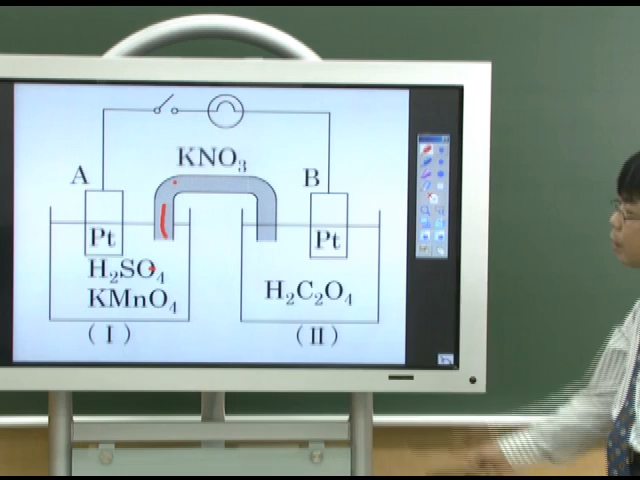 KNO₃
A
B
Pt
Pt
H₂SO₄
KMnO₄
H₂C₂O₄
(I)
(II)